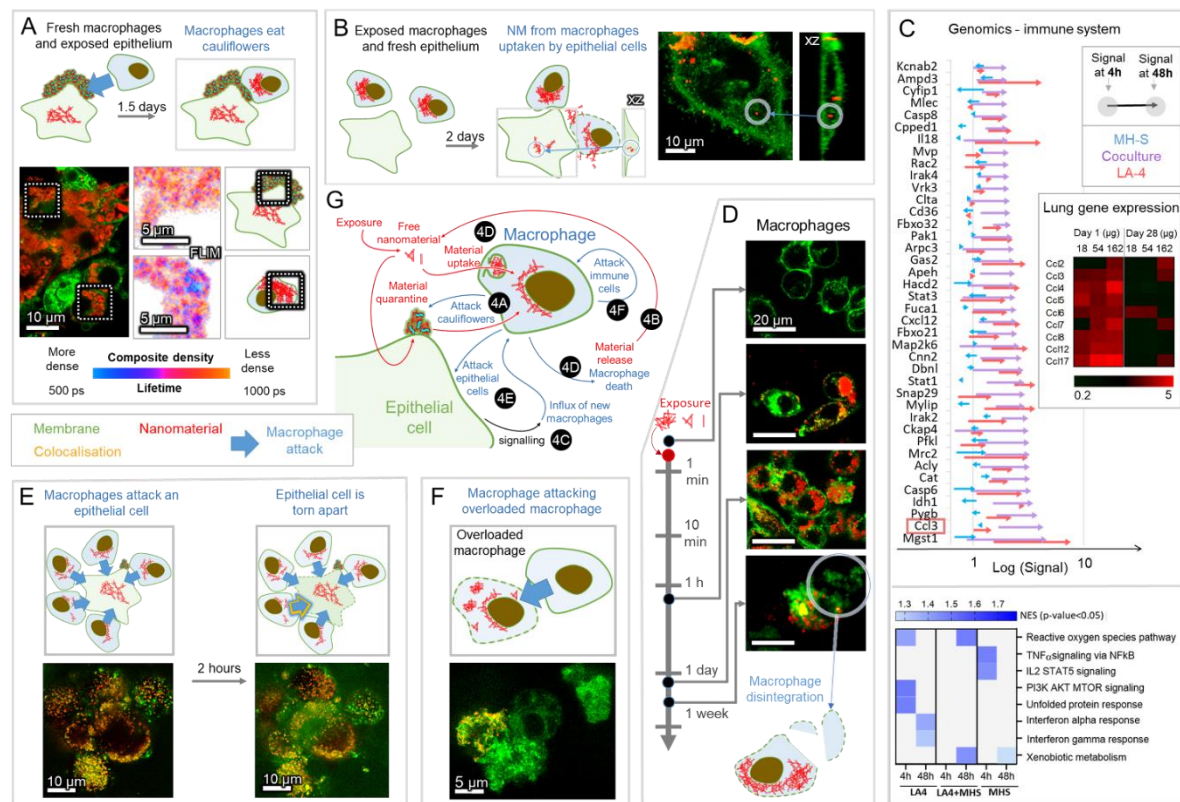 A
Fresh macrophages
and exposed epithelium
Macrophages eat
cauliflowers
1.5 days
10 µm
5 µm
FLIM
5 µm
More
dense
Composite density
Less
dense
500 ps
Lifetime
1000 ps
Membrane
Nanomaterial
Colocalisation
Macrophage
attack
B
Exposed macrophages
and fresh epithelium
NM from macrophages
uptaken by epithelial cells
2 days
xz
10 µm
xz
C
Genomics - immune system
Kcnab2
Ampd3
Cyfip1
Mlec
Casp8
Cpped1
Il18
Mvp
Rac2
Irak4
Vrk3
Clta
Cd36
Fbxo32
Pak1
Arpc3
Gas2
Apeh
Hacd2
Stat3
Fuca1
Cxcl12
Fbxo21
Map2k6
Cnn2
Dbnl
Stat1
Snap29
Mylip
Irak2
Ckap4
Pfkl
Mrc2
Acly
Cat
Casp6
Idh1
Pygb
Ccl3
Mgst1
1
10
Log (Signal)
Signal
at 4h
Signal
at 48h
MH-S
Coculture
LA-4
Lung gene expression
Day 1 (µg)
Day 28 (µg)
18 54 162 18 54 162
Ccl2
Ccl3
Ccl4
Ccl5
Ccl6
Ccl7
Ccl8
Ccl12
Ccl17
0.2
5
1.3 1.4 1.5 1.6 1.7
NES (p-value<0.05)
Reactive oxygen species pathway
TNFαsignaling via NFkB
IL2 STAT5 signaling
PI3K AKT MTOR signaling
Unfolded protein response
Interferon alpha response
Interferon gamma response
Xenobiotic metabolism
4h 48h 4h 48h 4h 48h
LA4 LA4+MHS MHS
G
Exposure
Free
nanomaterial
4D
Macrophage
Material
uptake
Material
quarantine
Attack
immune
cells
4A
Attack
cauliflowers
4F
4B
Material
release
Attack
epithelial
cells
4D
Macrophage
death
4E
Influx of new
macrophages
Epithelial
cell
signalling
4C
D
Macrophages
20 µm
Exposure
1
min
10
min
1 h
1 day
1 week
Macrophage
disintegration
E
Macrophages attack an
epithelial cell
Epithelial cell is
torn apart
2 hours
10 µm
10 µm
F
Macrophage attacking
overloaded macrophage
Overloaded
macrophage
5 µm